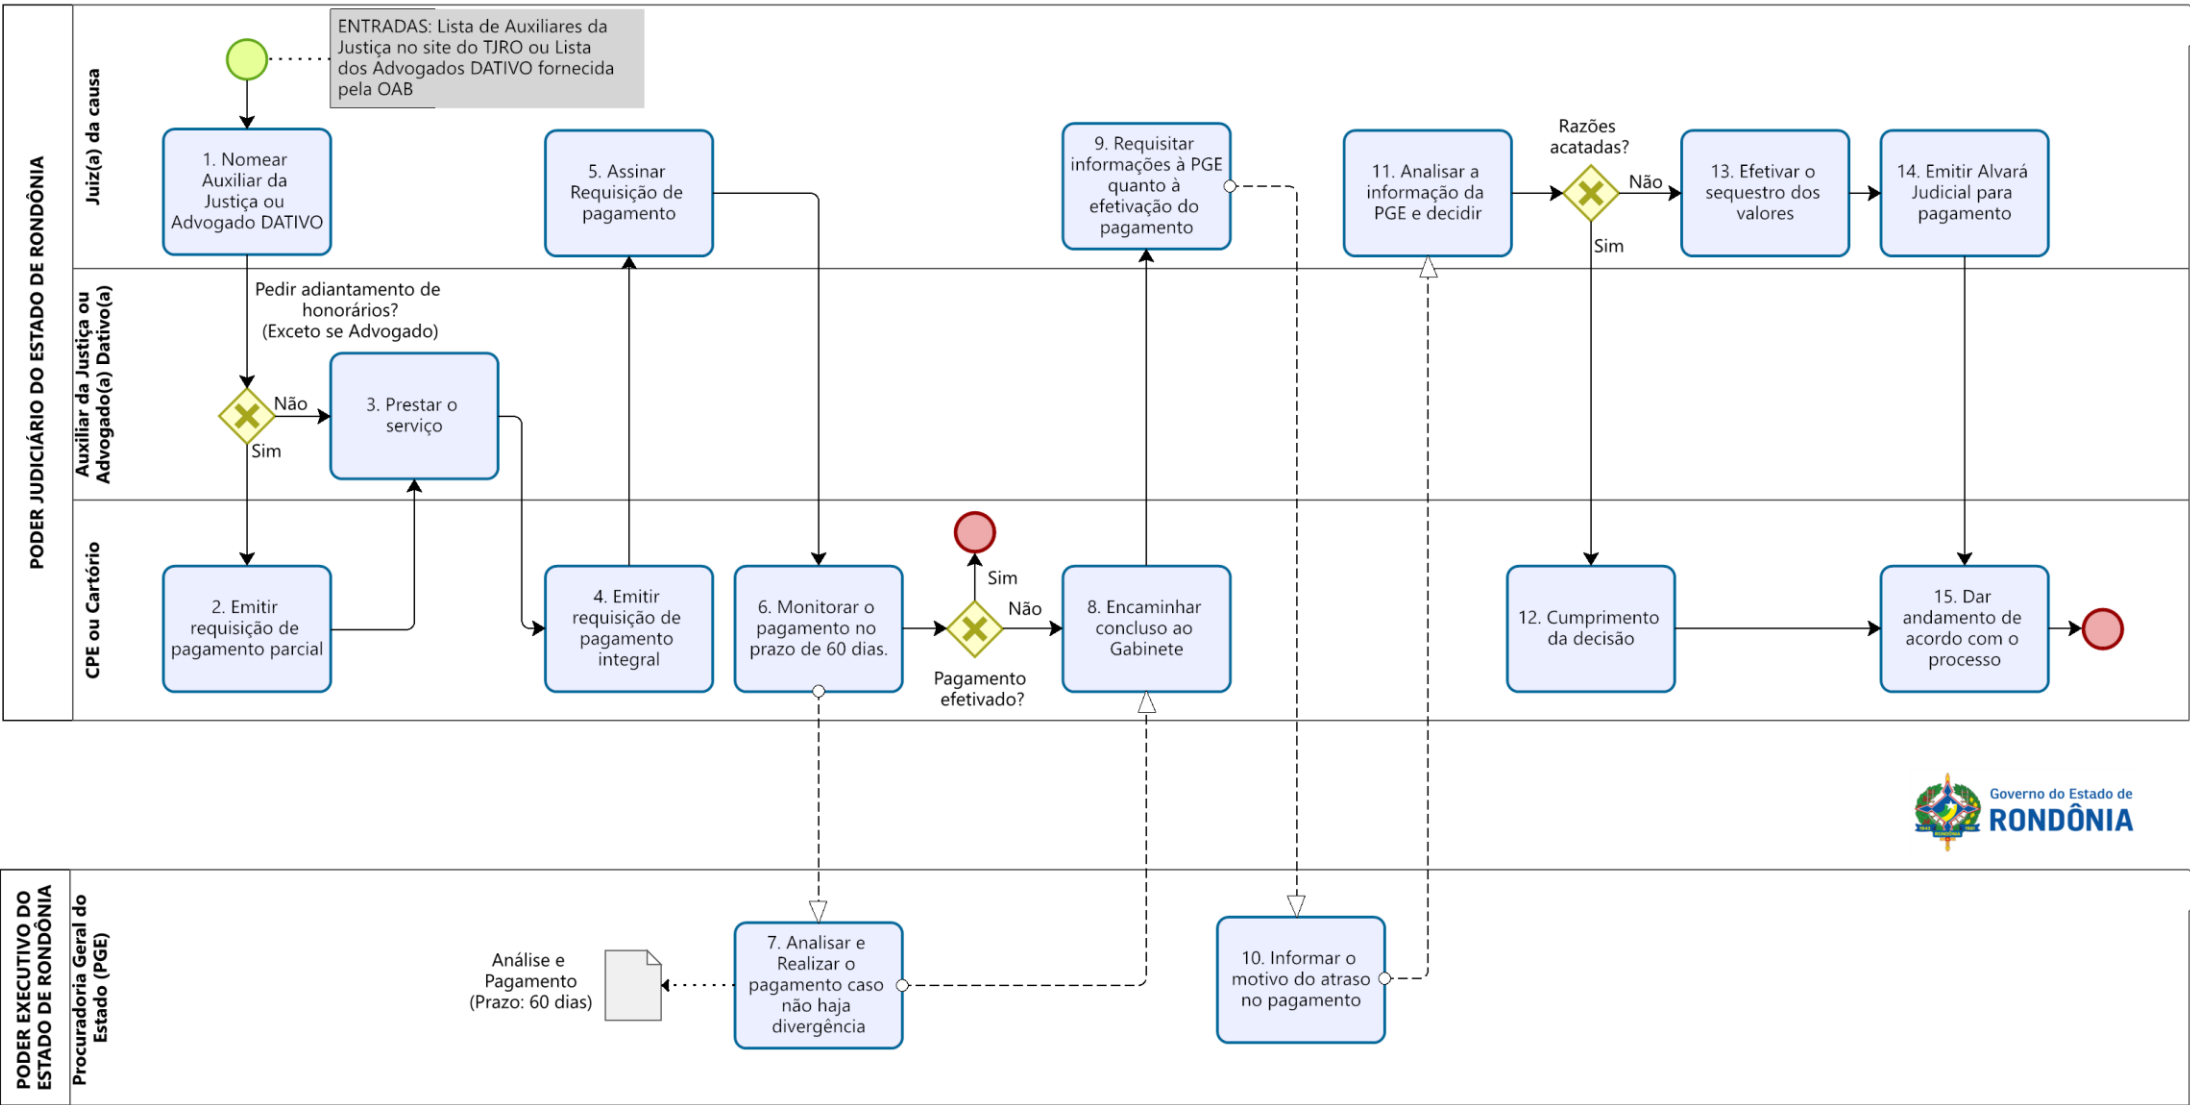 PODER JUDICIÁRIO DO ESTADO DE RONDÔNIA
Juiz(a) da causa
ENTRADAS: Lista de Auxiliares da
Justiça no site do TJRO ou Lista
dos Advogados DATIVO fornecida
pela OAB
1. Nomear
Auxiliar da
Justiça ou
Advogado DATIVO
5. Assinar
Requisição de
pagamento
9. Requisitar
informações à PGE
quanto à
efetivação do
pagamento
11. Analisar a
informação da
PGE e decidir
Razões
acatadas?
Não
Sim
13. Efetivar o
sequestro dos
valores
14. Emitir Alvará
Judicial para
pagamento
Auxiliar da Justiça ou
Advogado(a) Dativo(a)
Pedir adiantamento de
honorários?
(Exceto se Advogado)
Não
Sim
3. Prestar o
serviço
CPE ou Cartório
2. Emitir
requisição de
pagamento parcial
4. Emitir
requisição de
pagamento
integral
6. Monitorar o
pagamento no
prazo de 60 dias.
Sim
Não
Pagamento
efetivado?
8. Encaminhar
concluso ao
Gabinete
12. Cumprimento
da decisão
15. Dar
andamento de
acordo com o
processo
Governo do Estado de
RONDÔNIA
PODER EXECUTIVO DO
ESTADO DE RONDÔNIA
Procuradoria Geral do
Estado (PGE)
Análise e
Pagamento
(Prazo: 60 dias)
7. Analisar e
Realizar o
pagamento caso
não haja
divergência
10. Informar o
motivo do atraso
no pagamento